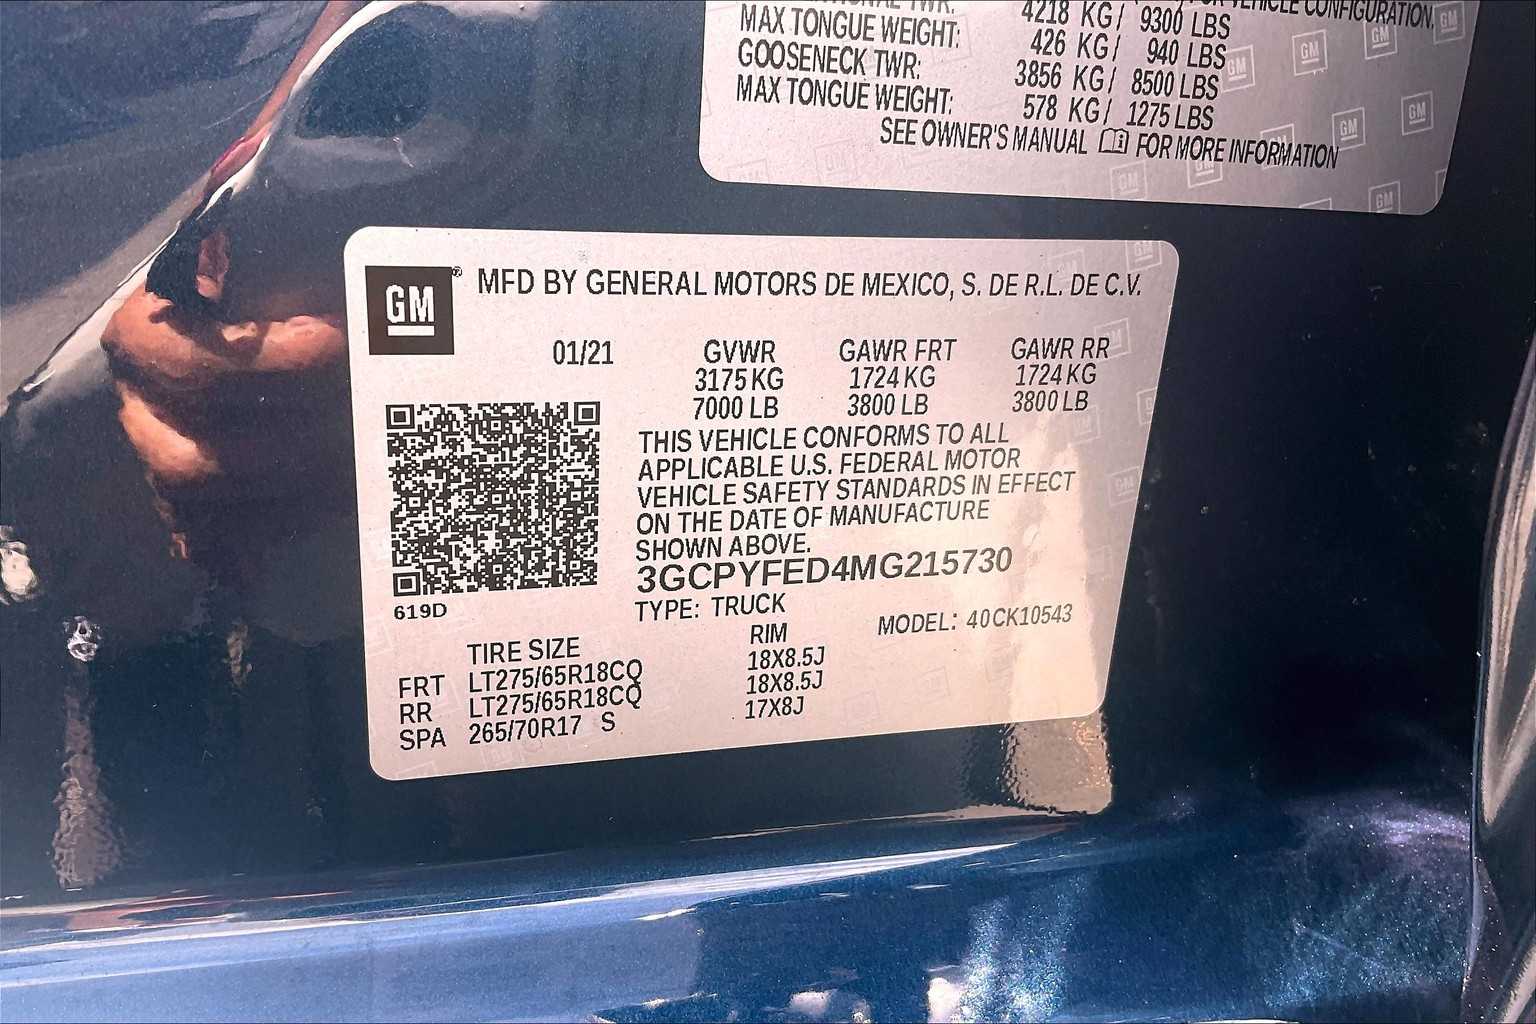 TWR: 4218 KG/ 9300 LBS VEHICLE CONFIGURATION.
MAX TONGUE WEIGHT: 426 KG/ 940 LBS
GOOSENECK TWR: 3856 KG/ 8500 LBS
MAX TONGUE WEIGHT: 578 KG/ 1275 LBS
SEE OWNER'S MANUAL FOR MORE INFORMATION
GM® MFD BY GENERAL MOTORS DE MEXICO, S. DE R.L. DE C.V.
01/21 GVWR GAWR FRT GAWR RR
3175 KG 1724 KG 1724 KG
7000 LB 3800 LB 3800 LB
THIS VEHICLE CONFORMS TO ALL
APPLICABLE U.S. FEDERAL MOTOR
VEHICLE SAFETY STANDARDS IN EFFECT
ON THE DATE OF MANUFACTURE
SHOWN ABOVE.
3GCPYFED4MG215730
619D
TYPE: TRUCK MODEL: 40CK10543
TIRE SIZE RIM
FRT LT275/65R18CQ 18X8.5J
RR LT275/65R18CQ 18X8.5J
SPA 265/70R17 S 17X8J